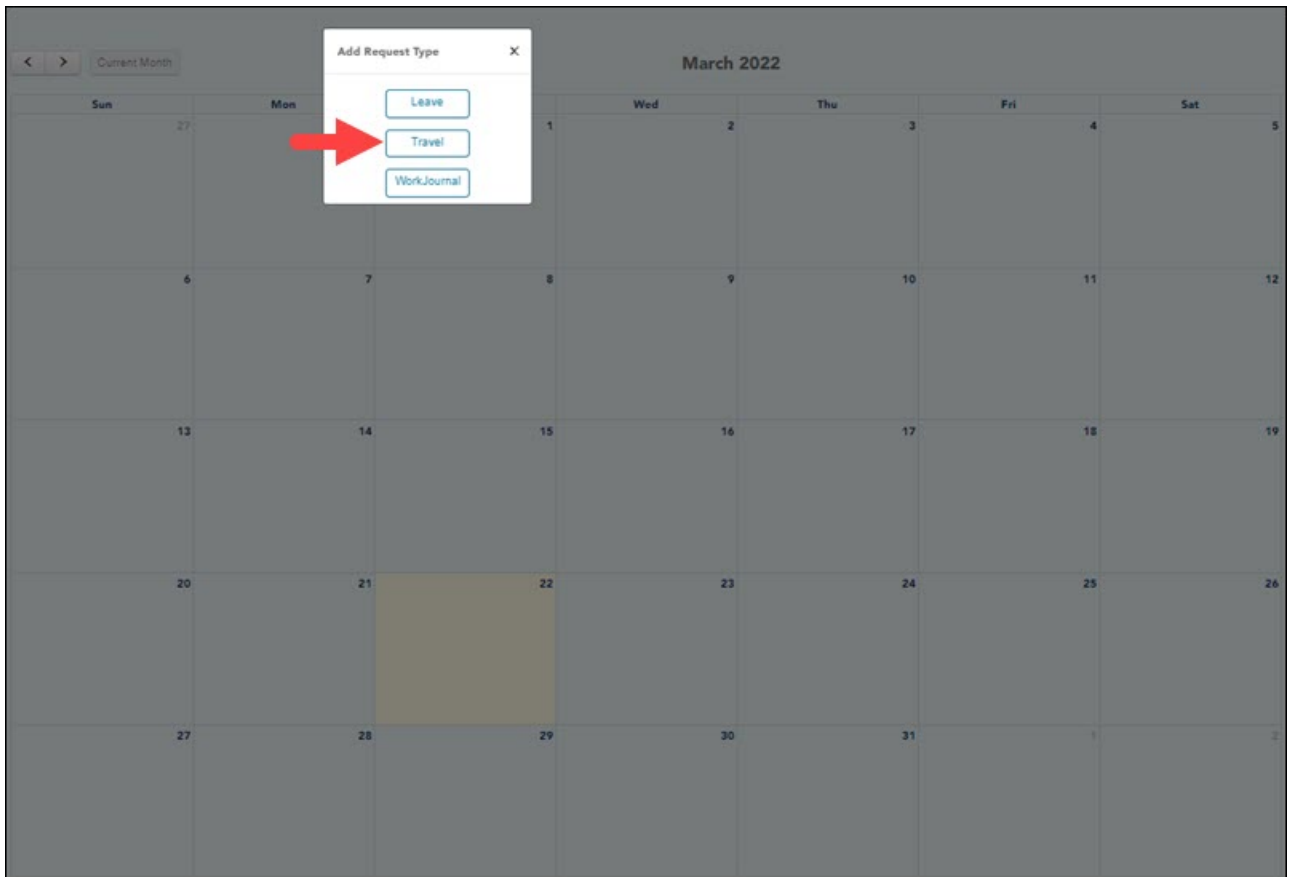 Add Request Type ×
< > Current Month
March 2022
Leave
Travel
WorkJournal
Sun Mon Wed Thu Fri Sat
27 1 2 3 4 5
6 7 8 9 10 11 12
13 14 15 16 17 18 19
20 21 22 23 24 25 26
27 28 29 30 31 1 2